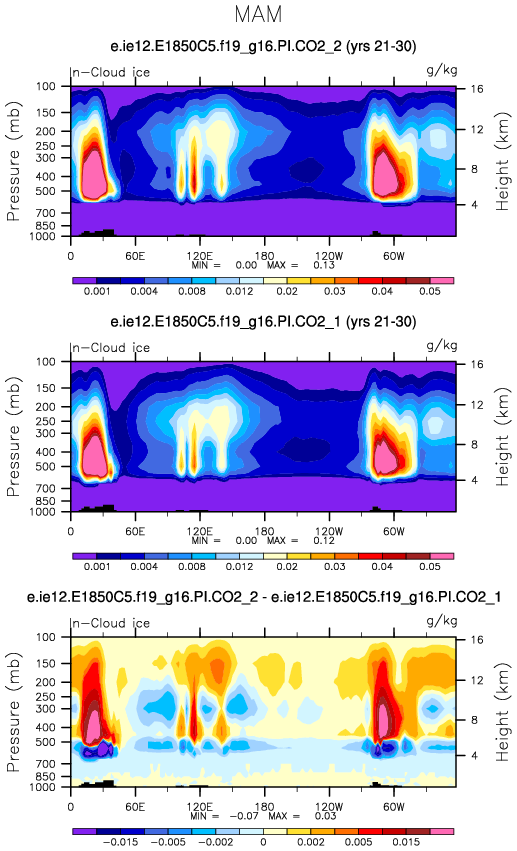 MAM
e.ie12.E1850C5.f19_g16.PI.CO2_2 (yrs 21-30)
In-Cloud ice
g/kg
Pressure (mb)
100
150
200
250
300
400
500
700
850
1000
16
12
8
4
Height (km)
0 60E 120E 180 120W 60W
MIN = 0.00 MAX = 0.13
0.001 0.004 0.008 0.012 0.02 0.03 0.04 0.05
e.ie12.E1850C5.f19_g16.PI.CO2_1 (yrs 21-30)
In-Cloud ice
g/kg
Pressure (mb)
100
150
200
250
300
400
500
700
850
1000
16
12
8
4
Height (km)
0 60E 120E 180 120W 60W
MIN = 0.00 MAX = 0.12
0.001 0.004 0.008 0.012 0.02 0.03 0.04 0.05
e.ie12.E1850C5.f19_g16.PI.CO2_2 - e.ie12.E1850C5.f19_g16.PI.CO2_1
In-Cloud ice
g/kg
Pressure (mb)
100
150
200
250
300
400
500
700
850
1000
16
12
8
4
Height (km)
0 60E 120E 180 120W 60W
MIN = -0.07 MAX = 0.03
-0.015 -0.005 -0.002 0 0.002 0.005 0.015